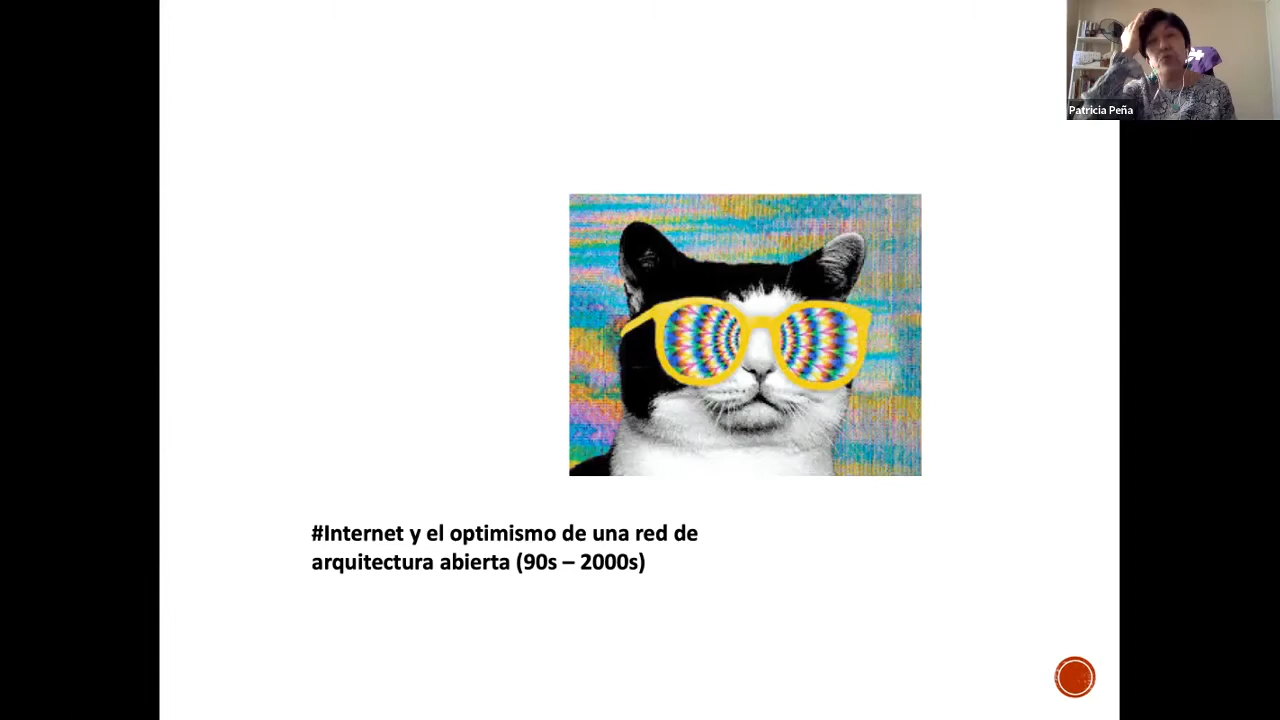 Patricia Peña
#Internet y el optimismo de una red de
arquitectura abierta (90s – 2000s)